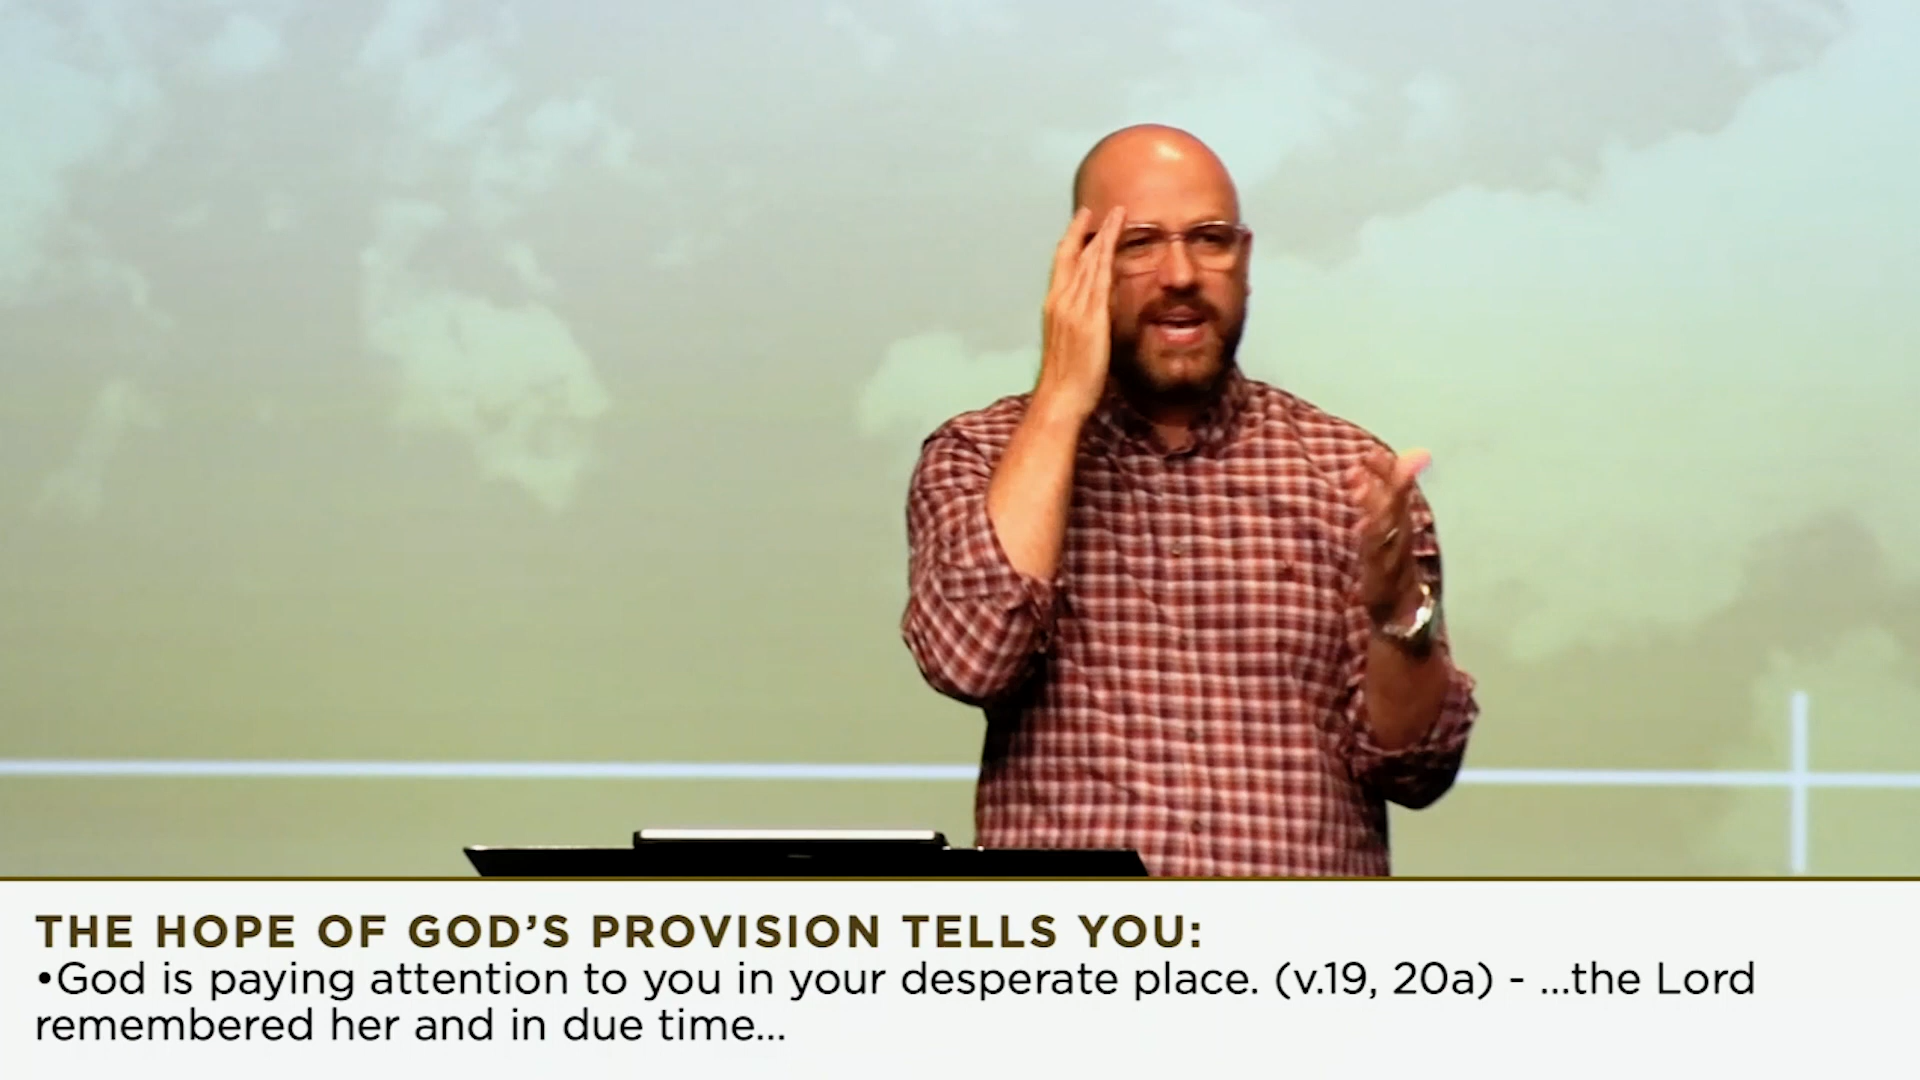 THE HOPE OF GOD’S PROVISION TELLS YOU:
•God is paying attention to you in your desperate place. (v.19, 20a) - ...the Lord
remembered her and in due time...